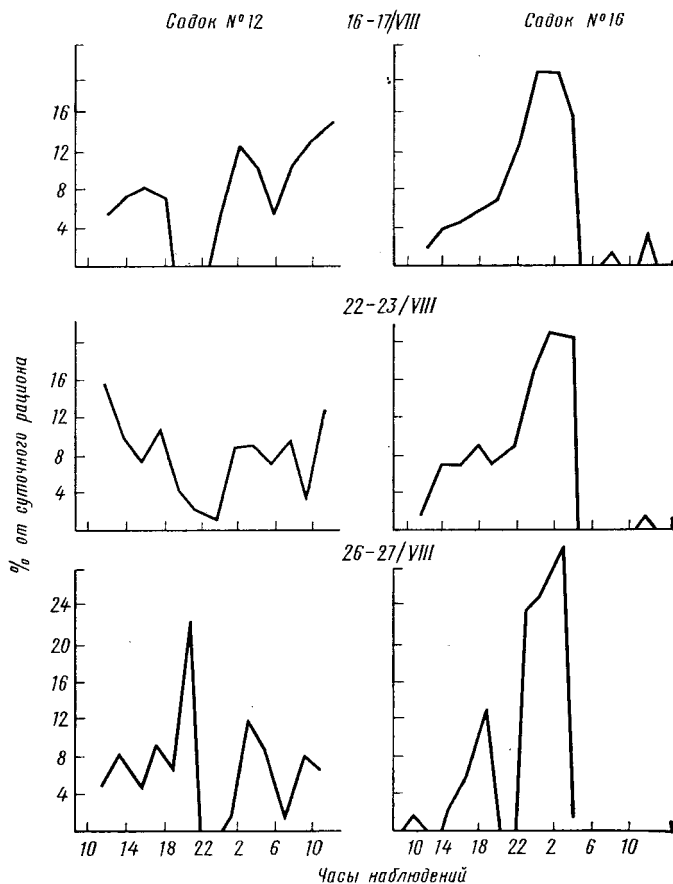 Садок №12 16-17/VIII Садок №16
16
12
8
4
22-23/VIII
16
12
8
4
% от суточного рациона
26-27/VIII
24
20
16
12
8
4
10 14 18 22 2 6 10 10 14 18 22 2 6 10
Часы наблюдений